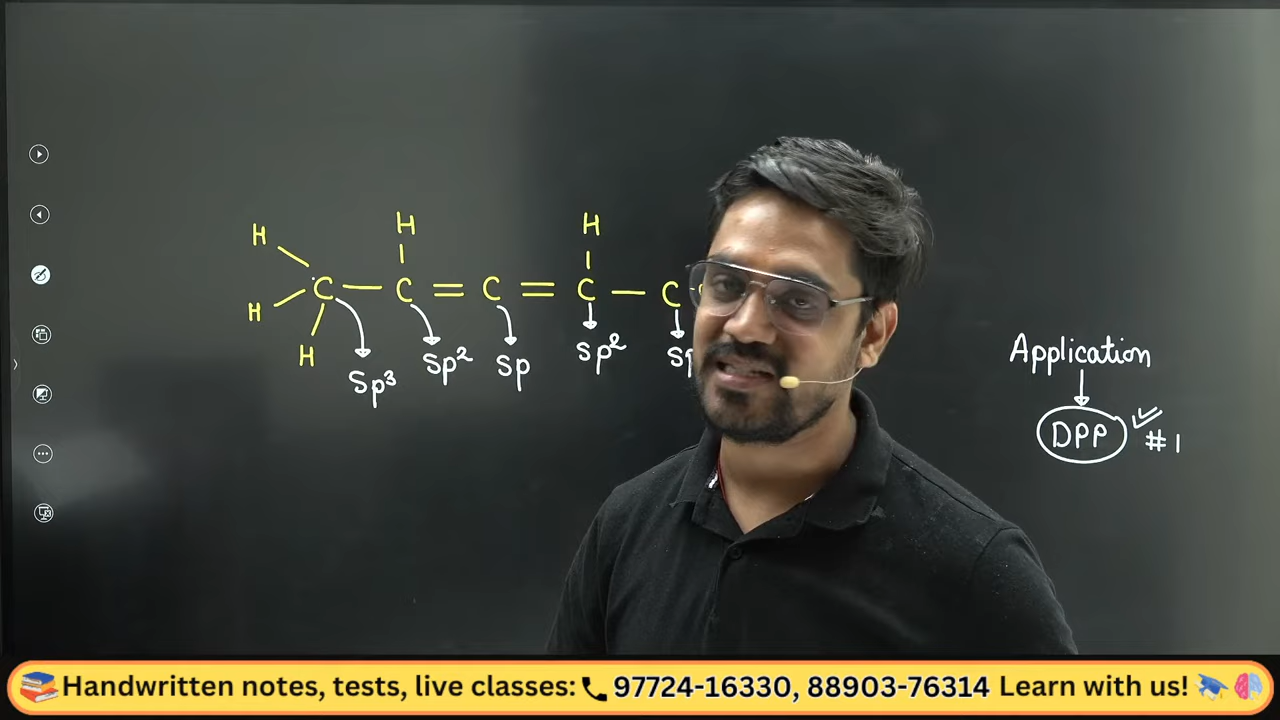 H H H
H C — C = C = C — C
H
Sp³ Sp² Sp Sp² Sp
Application
DPP #1
Handwritten notes, tests, live classes: 97724-16330, 88903-76314 Learn with us!